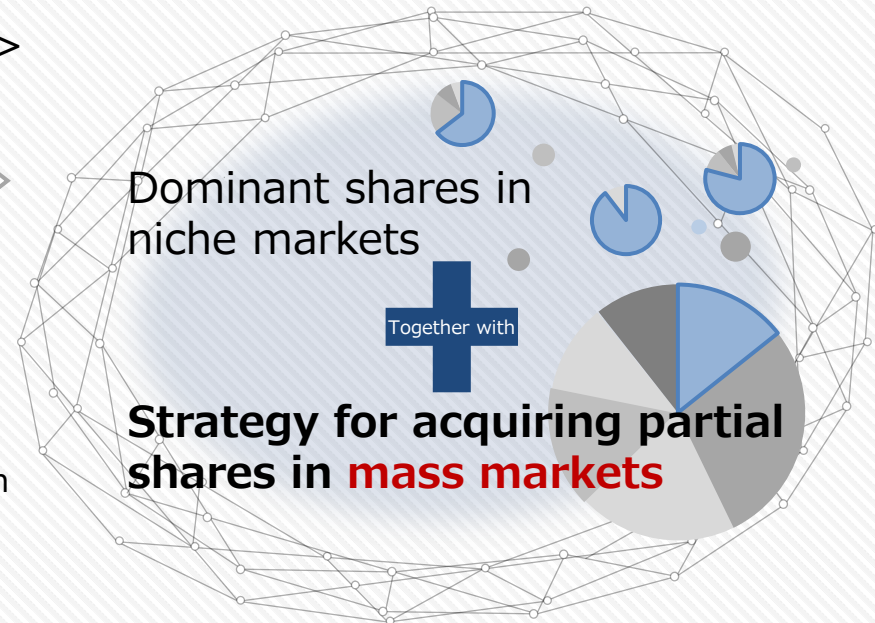 >
>
Dominant shares in
niche markets
Together with
Strategy for acquiring partial
shares in mass markets
n